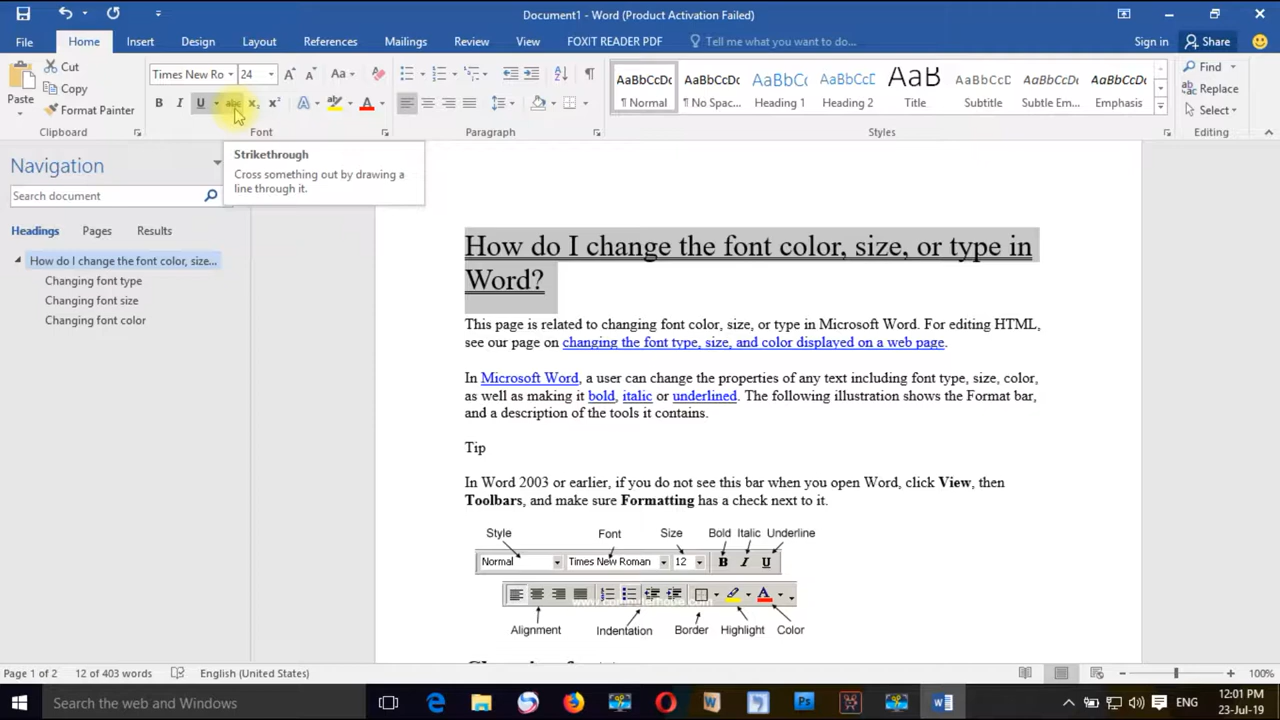 Document1 - Word (Product Activation Failed)
File Home Insert Design Layout References Mailings Review View FOXIT READER PDF Tell me what you want to do... Sign in Share
Paste
Cut
Copy
Format Painter
Clipboard
Times New Ro 24 Aa
B I U abc X₂ X² A A
Font
Paragraph
AaBbCcDc AaBbCcDc AaBbCc AaBbCcD AaB AaBbCcD AaBbCcDc AaBbCcDc
¶ Normal ¶ No Spac... Heading 1 Heading 2 Title Subtitle Subtle Em... Emphasis
Styles
Find
Replace
Select
Editing
Strikethrough
Cross something out by drawing a
line through it.
Navigation
Search document
Headings Pages Results
How do I change the font color, size...
Changing font type
Changing font size
Changing font color
How do I change the font color, size, or type in
Word?
This page is related to changing font color, size, or type in Microsoft Word. For editing HTML,
see our page on changing the font type, size, and color displayed on a web page.
In Microsoft Word, a user can change the properties of any text including font type, size, color,
as well as making it bold, italic or underlined. The following illustration shows the Format bar,
and a description of the tools it contains.
Tip
In Word 2003 or earlier, if you do not see this bar when you open Word, click View, then
Toolbars, and make sure Formatting has a check next to it.
Style Font Size Bold Italic Underline
Normal Times New Roman 12 B I U
Alignment Indentation Border Highlight Color
Page 1 of 2 12 of 403 words English (United States) 100%
Search the web and Windows
ENG
12:01 PM
23-Jul-19